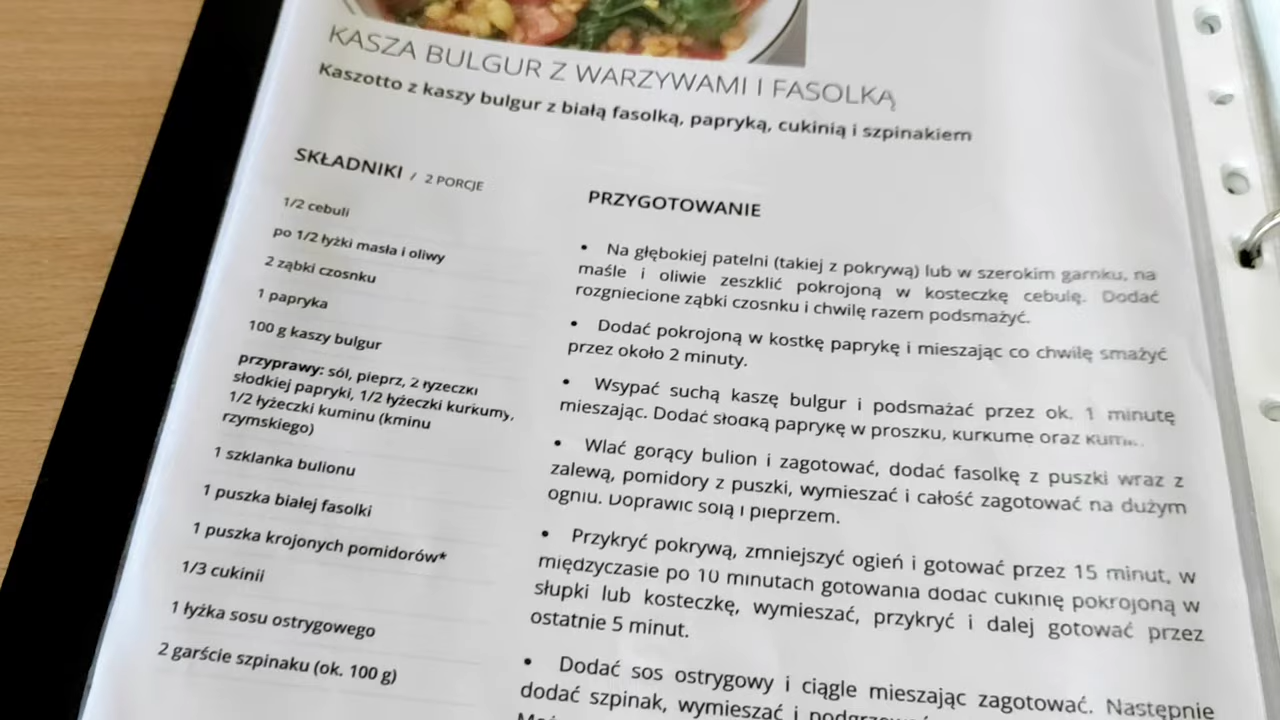 KASZA BULGUR Z WARZYWAMI I FASOLKĄ
Kaszotto z kaszy bulgur z białą fasolką, papryką, cukinią i szpinakiem
SKŁADNIKI / 2 PORCJE
1/2 cebuli
po 1/2 łyżki masła i oliwy
2 ząbki czosnku
1 papryka
100 g kaszy bulgur
przyprawy: sól, pieprz, 2 łyżeczki
słodkiej papryki, 1/2 łyżeczki kurkumy,
1/2 łyżeczki kuminu (kminu
rzymskiego)
1 szklanka bulionu
1 puszka białej fasolki
1 puszka krojonych pomidorów*
1/3 cukinii
1 łyżka sosu ostrygowego
2 garście szpinaku (ok. 100 g)
PRZYGOTOWANIE
• Na głębokiej patelni (takiej z pokrywą) lub w szerokim garnku, na
maśle i oliwie zeszklić pokrojoną w kosteczkę cebulę. Dodać
rozgniecione ząbki czosnku i chwilę razem podsmażyć.
• Dodać pokrojoną w kostkę paprykę i mieszając co chwilę smażyć
przez około 2 minuty.
• Wsypać suchą kaszę bulgur i podsmażać przez ok. 1 minutę
mieszając. Dodać słodką paprykę w proszku, kurkumę oraz
• Wlać gorący bulion i zagotować, dodać fasolkę z puszki wraz z
zalewą, pomidory z puszki, wymieszać i całość zagotować na dużym
ogniu. Doprawić solą i pieprzem.
• Przykryć pokrywą, zmniejszyć ogień i gotować przez 15 minut, w
międzyczasie po 10 minutach gotowania dodać cukinię pokrojoną w
słupki lub kosteczkę, wymieszać, przykryć i dalej gotować przez
ostatnie 5 minut.
• Dodać sos ostrygowy i ciągle mieszając zagotować. Następnie
dodać szpinak, wymieszać i